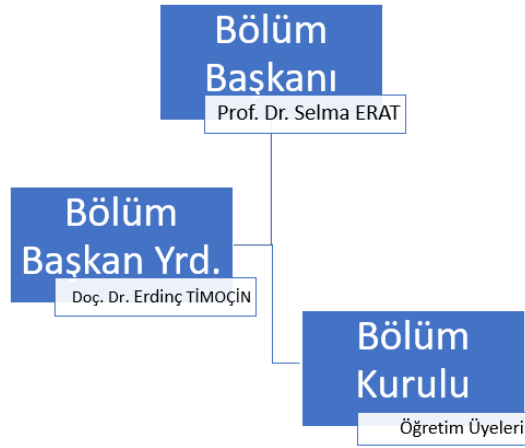 Bölüm
Başkanı
Prof. Dr. Selma ERAT
Bölüm
Başkan Yrd.
Doç. Dr. Erdinç TİMOÇİN
Bölüm
Kurulu
Öğretim Üyeleri